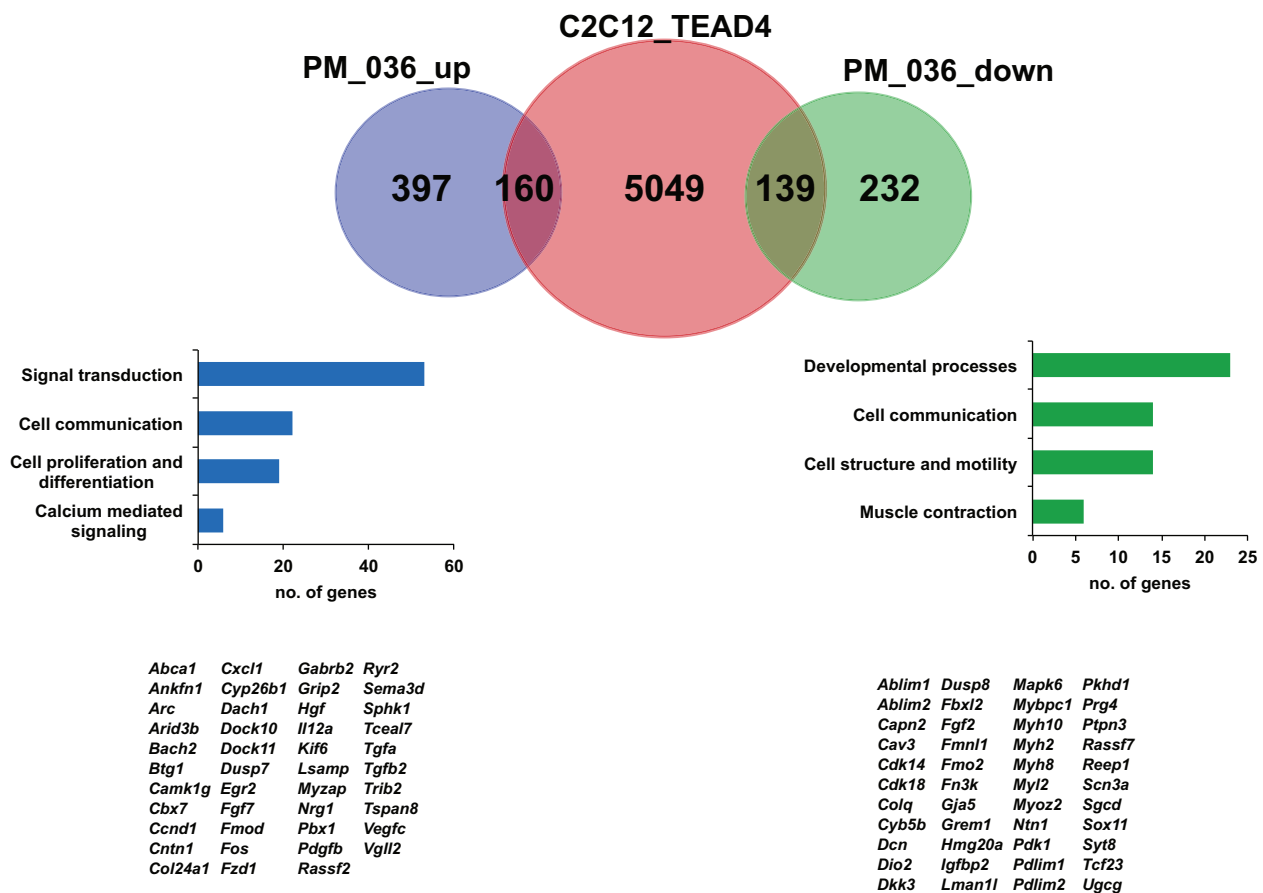 C2C12_TEAD4
PM_036_up
PM_036_down
397
160
5049
139
232
Signal transduction
Cell communication
Cell proliferation and
differentiation
Calcium mediated
signaling
0 20 40 60
no. of genes
Developmental processes
Cell communication
Cell structure and motility
Muscle contraction
0 5 10 15 20 25
no. of genes
Abca1 Cxcl1 Gabrb2 Ryr2
Ankfn1 Cyp26b1 Grip2 Sema3d
Arc Dach1 Hgf Sphk1
Arid3b Dock10 Il12a Tceal7
Bach2 Dock11 Kif6 Tgfa
Btg1 Dusp7 Lsamp Tgfb2
Camk1g Egr2 Myzap Trib2
Cbx7 Fgf7 Nrg1 Tspan8
Ccnd1 Fmod Pbx1 Vegfc
Cntn1 Fos Pdgfb Vgll2
Col24a1 Fzd1 Rassf2
Ablim1 Dusp8 Mapk6 Pkhd1
Ablim2 Fbxl2 Mybpc1 Prg4
Capn2 Fgf2 Myh10 Ptpn3
Cav3 Fmnl1 Myh2 Rassf7
Cdk14 Fmo2 Myh8 Reep1
Cdk18 Fn3k Myl2 Scn3a
Colq Gja5 Myoz2 Sgcd
Cyb5b Grem1 Ntn1 Sox11
Dcn Hmg20a Pdk1 Syt8
Dio2 Igfbp2 Pdlim1 Tcf23
Dkk3 Lman1l Pdlim2 Ugcg